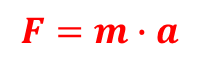 F = m · a